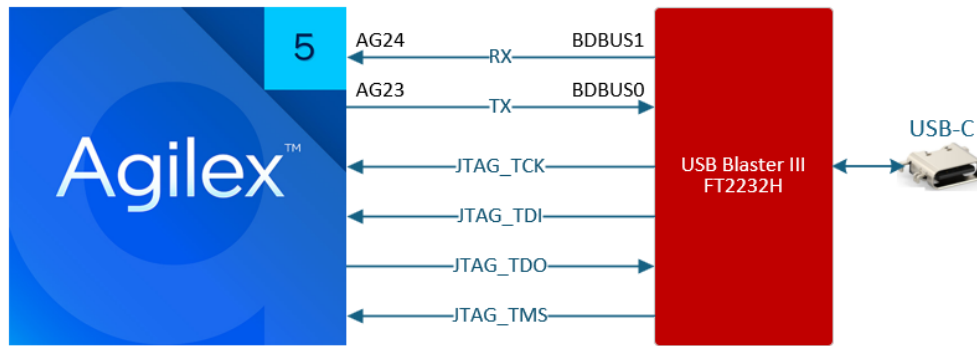 5
AG24
RX
BDBUS1
AG23
TX
BDBUS0
Agilex™
JTAG_TCK
JTAG_TDI
JTAG_TDO
JTAG_TMS
USB Blaster III
FT2232H
USB-C